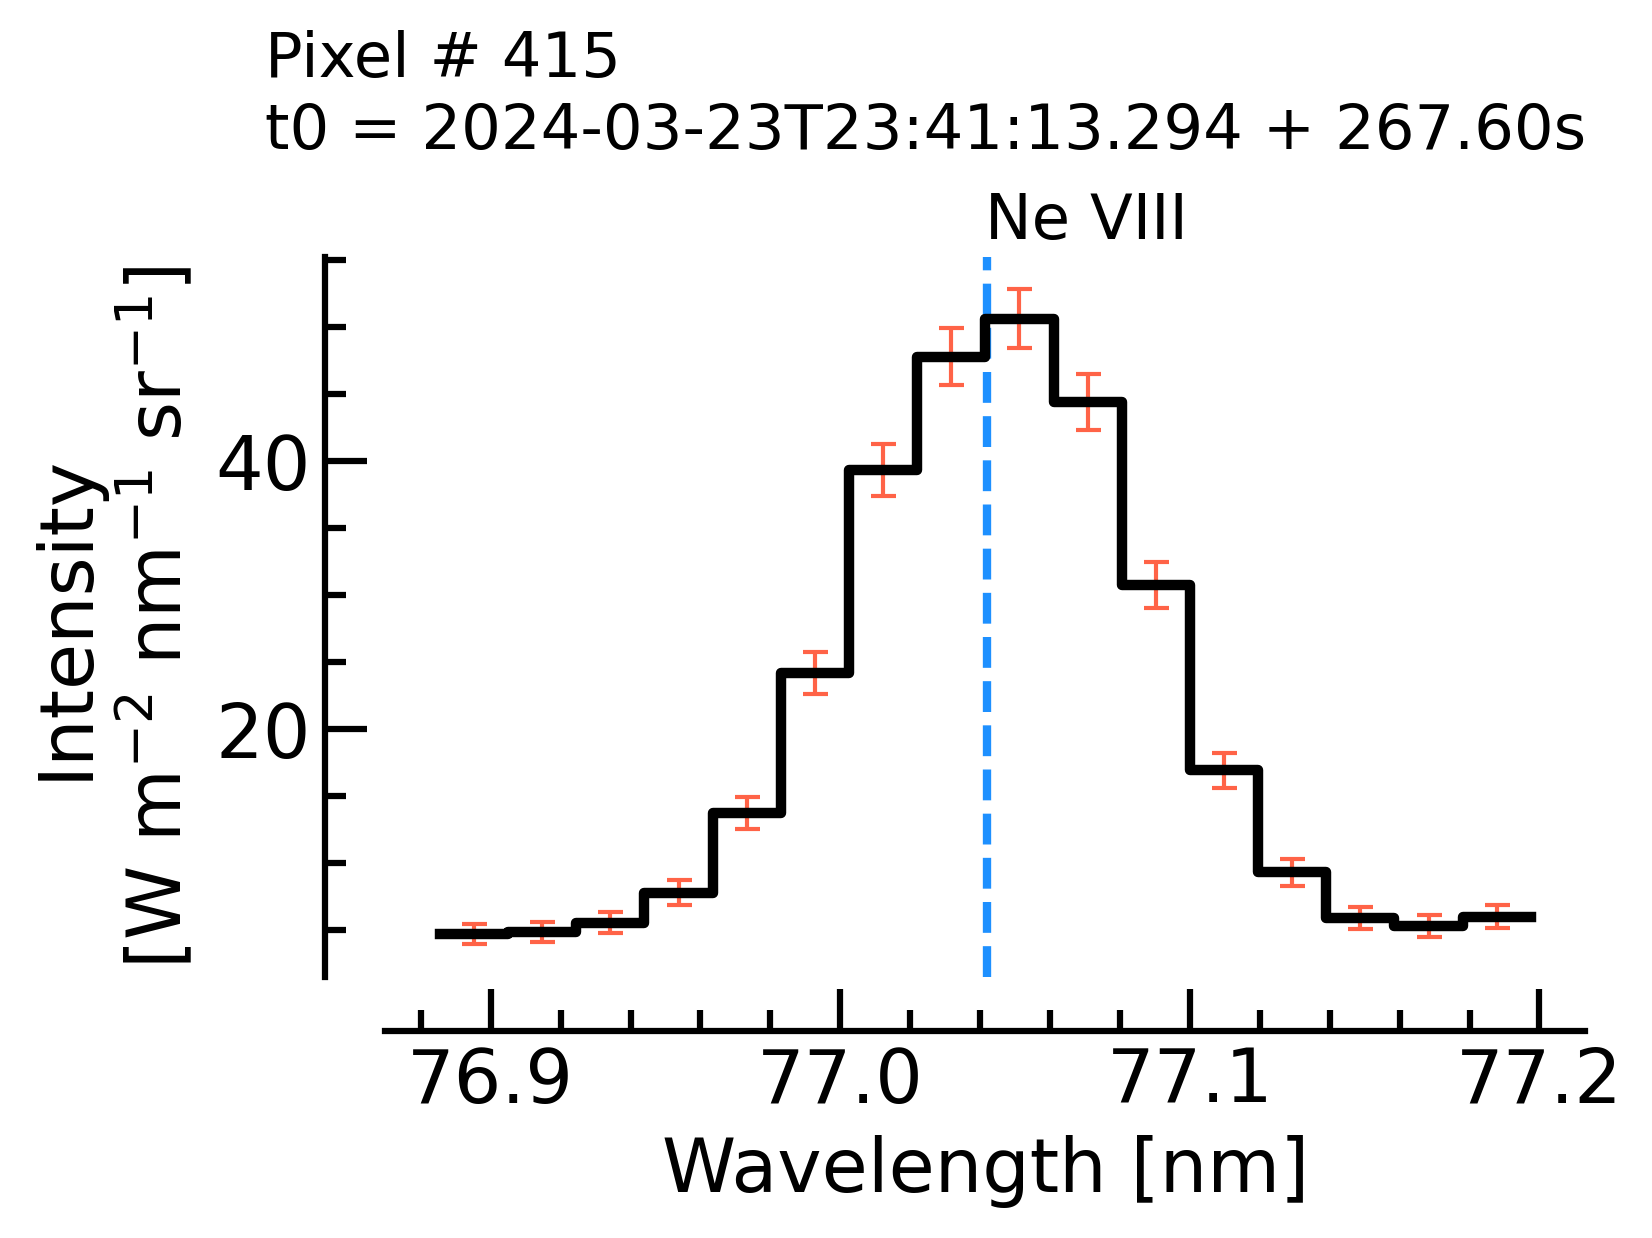 Pixel # 415
t0 = 2024-03-23T23:41:13.294 + 267.60s
Ne VIII
Intensity
[W m⁻² nm⁻¹ sr⁻¹]
40
20
76.9 77.0 77.1 77.2
Wavelength [nm]